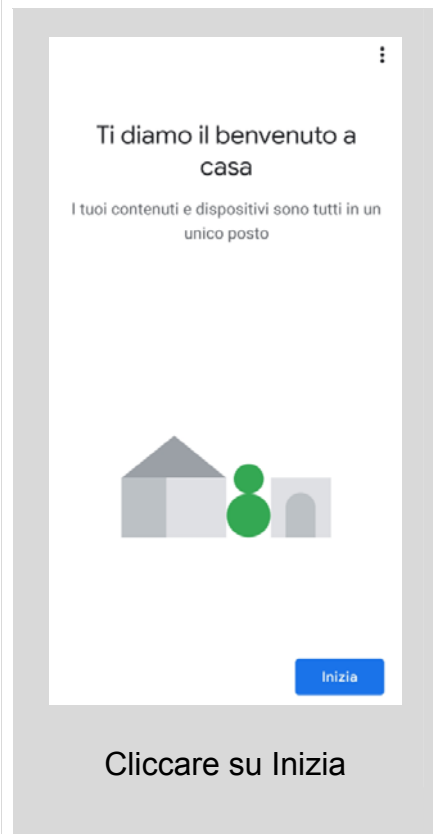 Ti diamo il benvenuto a
casa
I tuoi contenuti e dispositivi sono tutti in un
unico posto
Inizia
Cliccare su Inizia